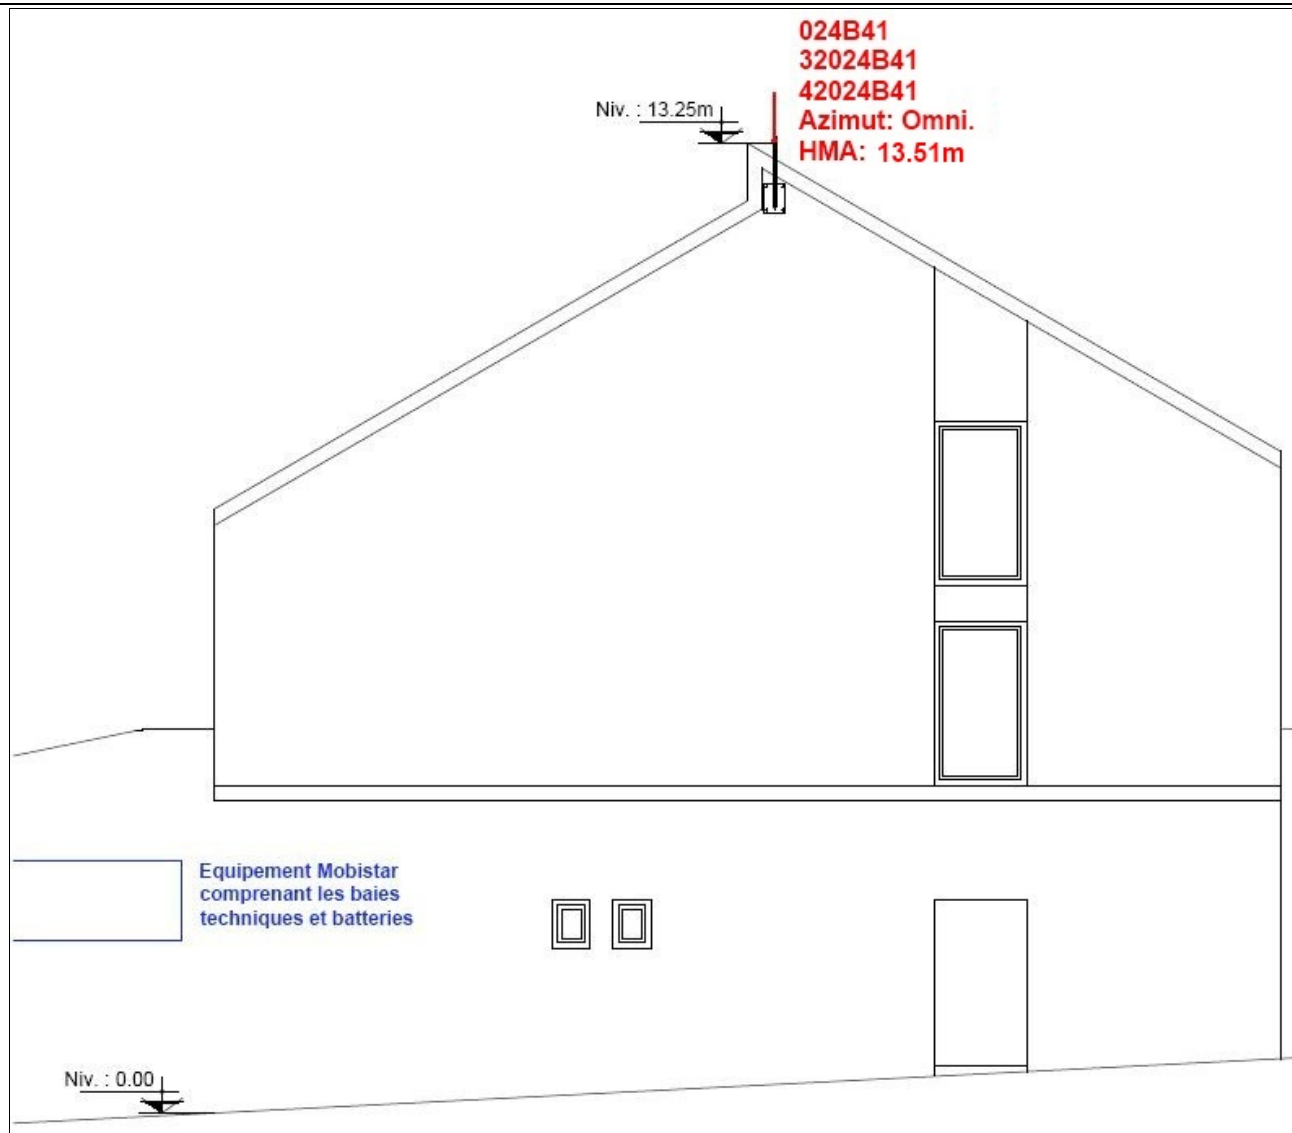 024B41
32024B41
42024B41
Azimut: Omni.
HMA: 13.51m
Niv. : 13.25m
Equipement Mobistar
comprenant les baies
techniques et batteries
Niv. : 0.00